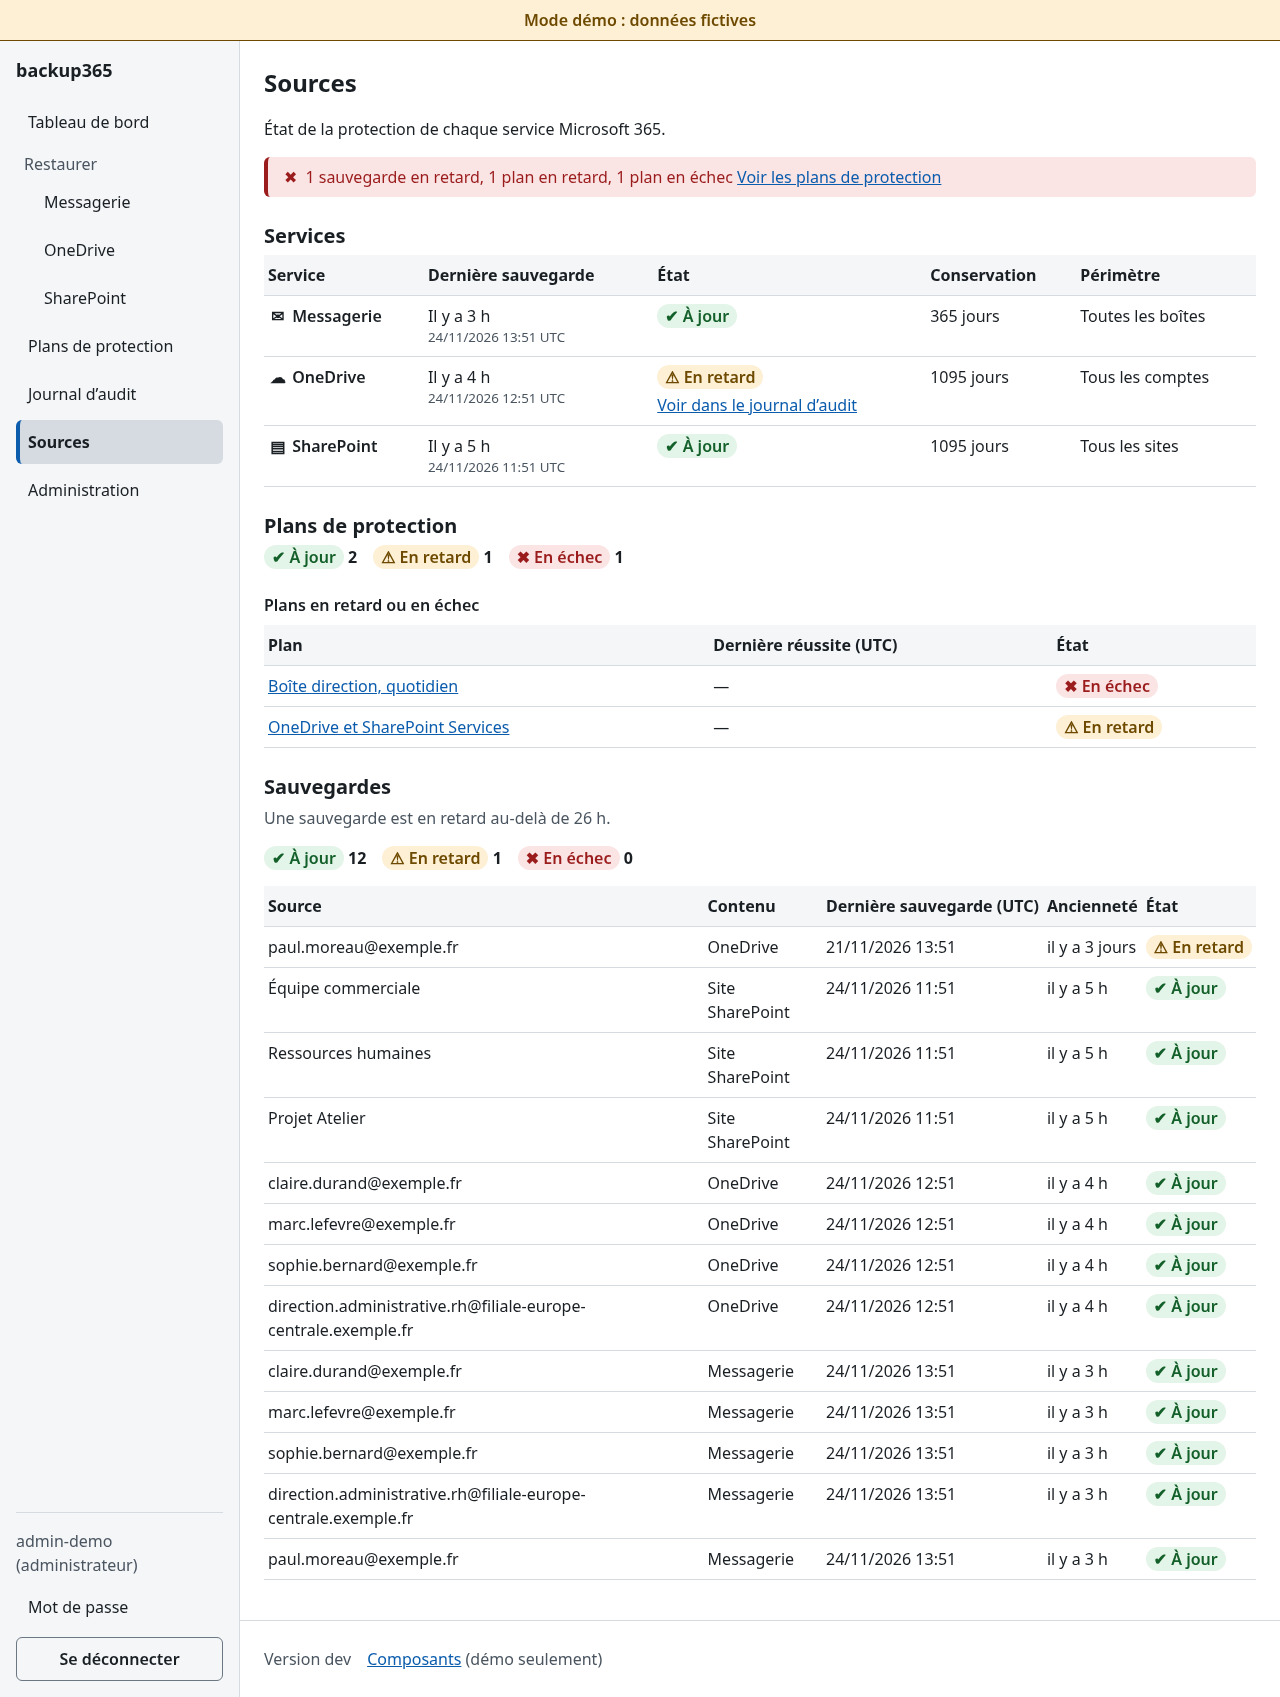 Mode démo : données fictives
backup365
Tableau de bord
Restaurer
Messagerie
OneDrive
SharePoint
Plans de protection
Journal d’audit
Sources
Administration
admin-demo
(administrateur)
Mot de passe
Se déconnecter
Sources
État de la protection de chaque service Microsoft 365.
✖ 1 sauvegarde en retard, 1 plan en retard, 1 plan en échec Voir les plans de protection
Services
Service Dernière sauvegarde État Conservation Périmètre
✉ Messagerie Il y a 3 h ✔ À jour 365 jours Toutes les boîtes
24/11/2026 13:51 UTC
☁ OneDrive Il y a 4 h ⚠ En retard 1095 jours Tous les comptes
24/11/2026 12:51 UTC Voir dans le journal d’audit
▤ SharePoint Il y a 5 h ✔ À jour 1095 jours Tous les sites
24/11/2026 11:51 UTC
Plans de protection
✔ À jour 2 ⚠ En retard 1 ✖ En échec 1
Plans en retard ou en échec
Plan Dernière réussite (UTC) État
Boîte direction, quotidien — ✖ En échec
OneDrive et SharePoint Services — ⚠ En retard
Sauvegardes
Une sauvegarde est en retard au-delà de 26 h.
✔ À jour 12 ⚠ En retard 1 ✖ En échec 0
Source Contenu Dernière sauvegarde (UTC) Ancienneté État
paul.moreau@exemple.fr OneDrive 21/11/2026 13:51 il y a 3 jours ⚠ En retard
Équipe commerciale Site SharePoint 24/11/2026 11:51 il y a 5 h ✔ À jour
Ressources humaines Site SharePoint 24/11/2026 11:51 il y a 5 h ✔ À jour
Projet Atelier Site SharePoint 24/11/2026 11:51 il y a 5 h ✔ À jour
claire.durand@exemple.fr OneDrive 24/11/2026 12:51 il y a 4 h ✔ À jour
marc.lefevre@exemple.fr OneDrive 24/11/2026 12:51 il y a 4 h ✔ À jour
sophie.bernard@exemple.fr OneDrive 24/11/2026 12:51 il y a 4 h ✔ À jour
direction.administrative.rh@filiale-europe- OneDrive 24/11/2026 12:51 il y a 4 h ✔ À jour
centrale.exemple.fr
claire.durand@exemple.fr Messagerie 24/11/2026 13:51 il y a 3 h ✔ À jour
marc.lefevre@exemple.fr Messagerie 24/11/2026 13:51 il y a 3 h ✔ À jour
sophie.bernard@exemple.fr Messagerie 24/11/2026 13:51 il y a 3 h ✔ À jour
direction.administrative.rh@filiale-europe- Messagerie 24/11/2026 13:51 il y a 3 h ✔ À jour
centrale.exemple.fr
paul.moreau@exemple.fr Messagerie 24/11/2026 13:51 il y a 3 h ✔ À jour
Version dev Composants (démo seulement)